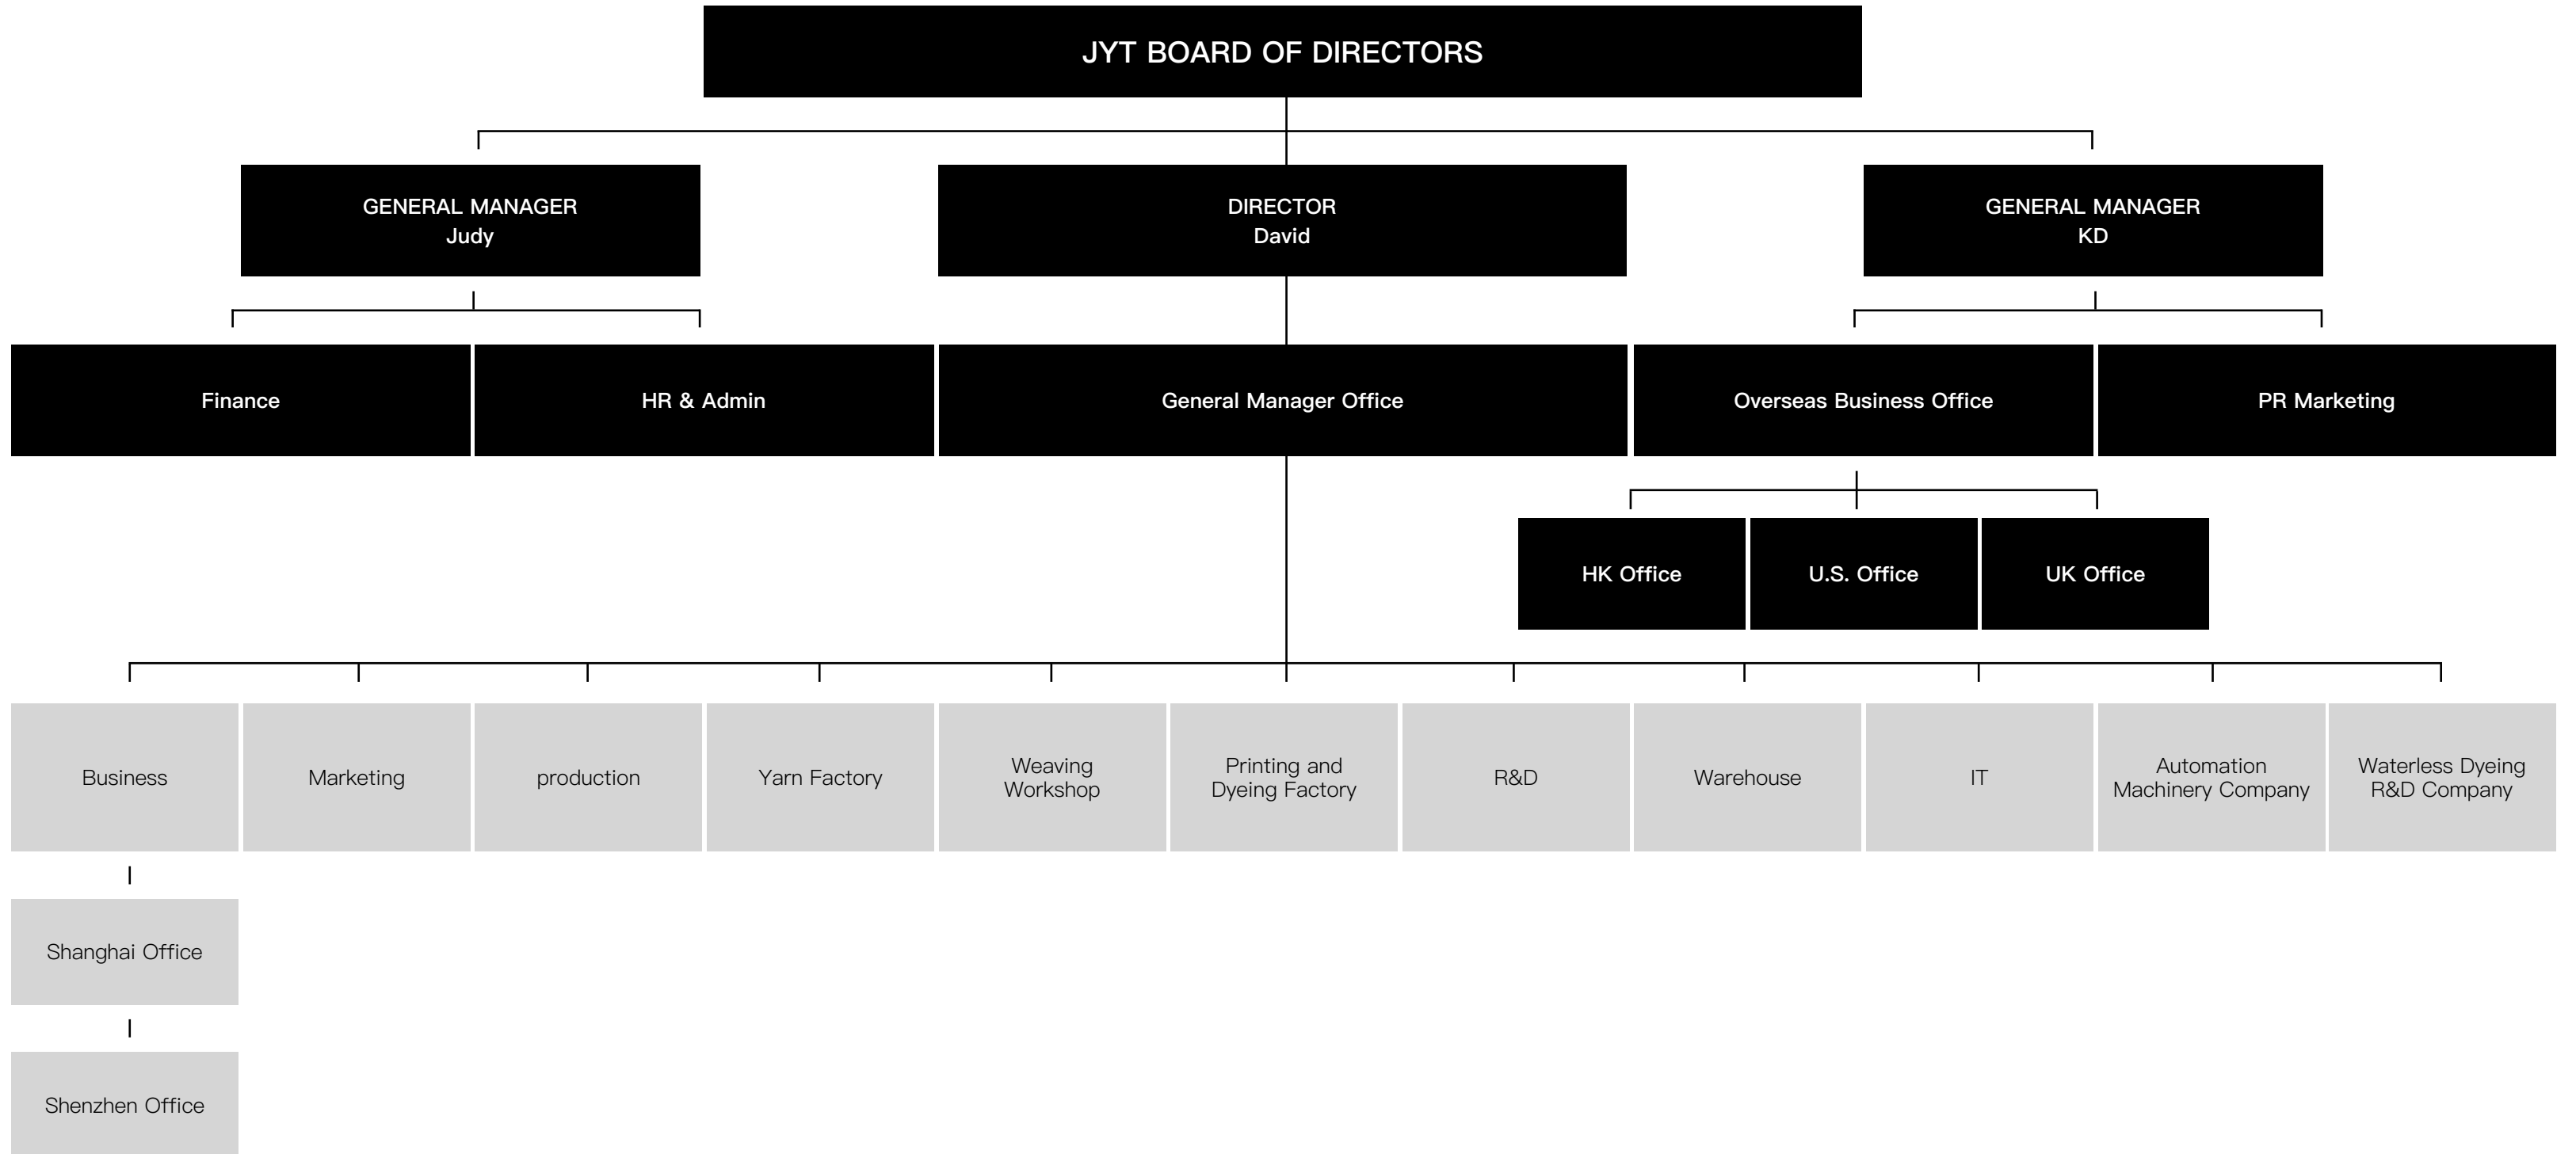 JYT BOARD OF DIRECTORS
GENERAL MANAGER
Judy
DIRECTOR
David
GENERAL MANAGER
KD
Finance
HR & Admin
General Manager Office
Overseas Business Office
PR Marketing
HK Office
U.S. Office
UK Office
Business
Marketing
production
Yarn Factory
Weaving
Workshop
Printing and
Dyeing Factory
R&D
Warehouse
IT
Automation
Machinery Company
Waterless Dyeing
R&D Company
Shanghai Office
Shenzhen Office